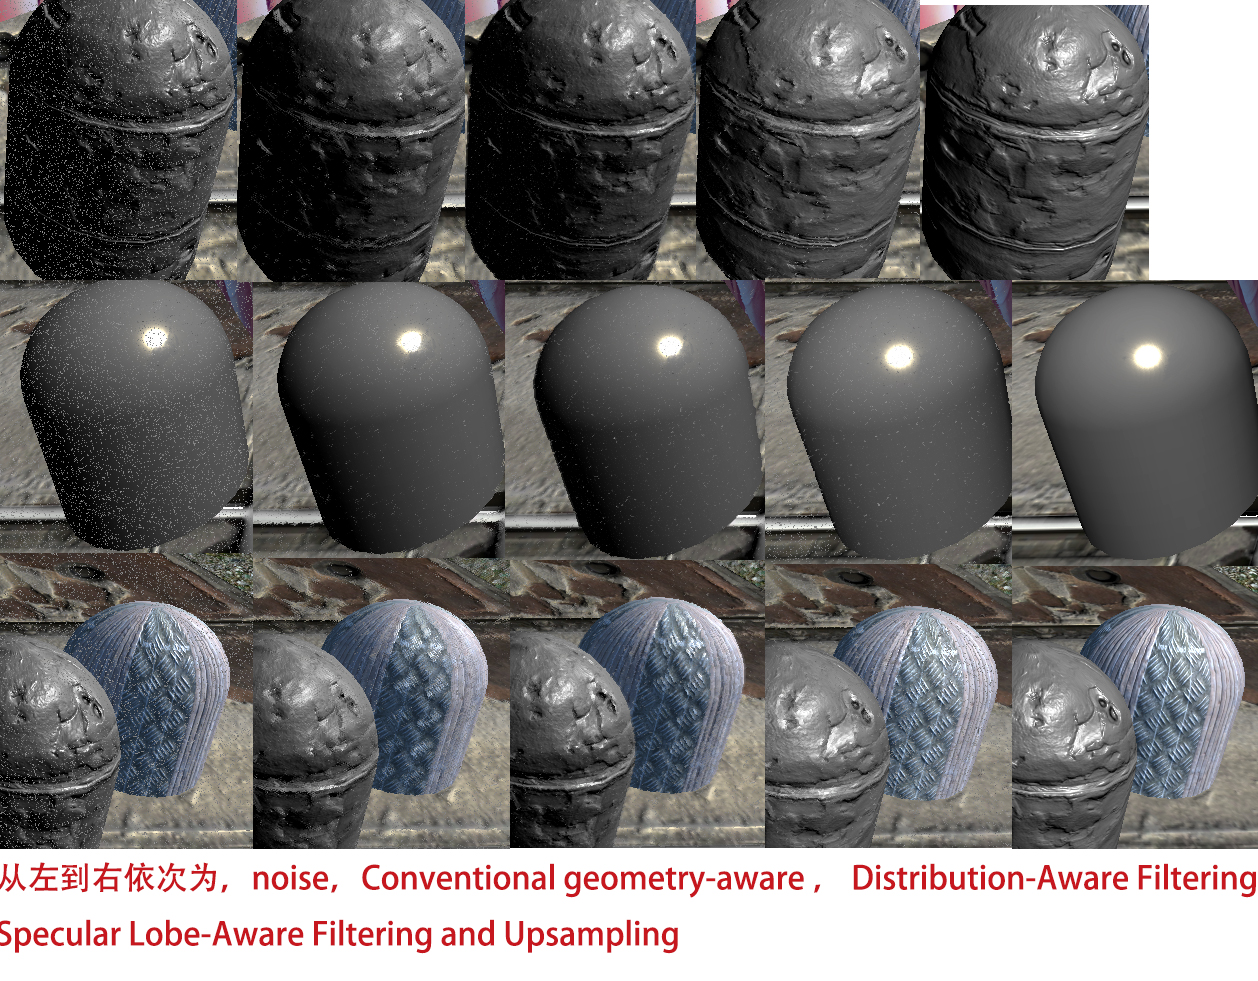 从左到右依次为，noise，Conventional geometry-aware， Distribution-Aware Filtering
Specular Lobe-Aware Filtering and Upsampling